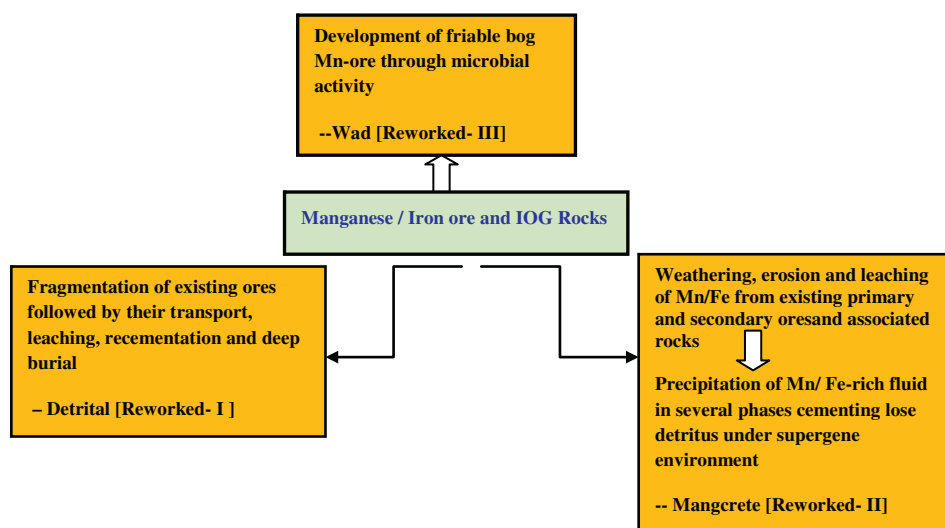 Development of friable bog
Mn-ore through microbial
activity
--Wad [Reworked- III]
Manganese / Iron ore and IOG Rocks
Fragmentation of existing ores
followed by their transport,
leaching, recementation and deep
burial
– Detrital [Reworked- I ]
Weathering, erosion and leaching
of Mn/Fe from existing primary
and secondary oresand associated
rocks
Precipitation of Mn/ Fe-rich fluid
in several phases cementing lose
detritus under supergene
environment
-- Mangcrete [Reworked- II]